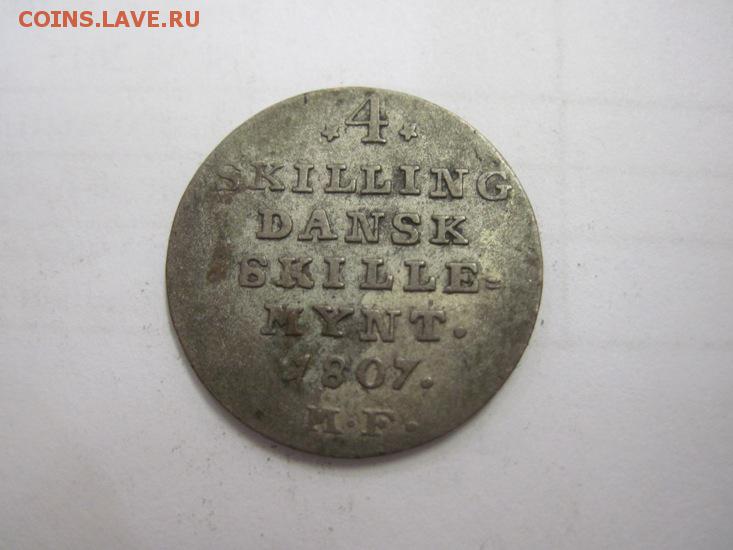 COINS.LAVE.RU
4
SKILLING
DANSK
SKILLE-
MYNT.
1807.
M·F.